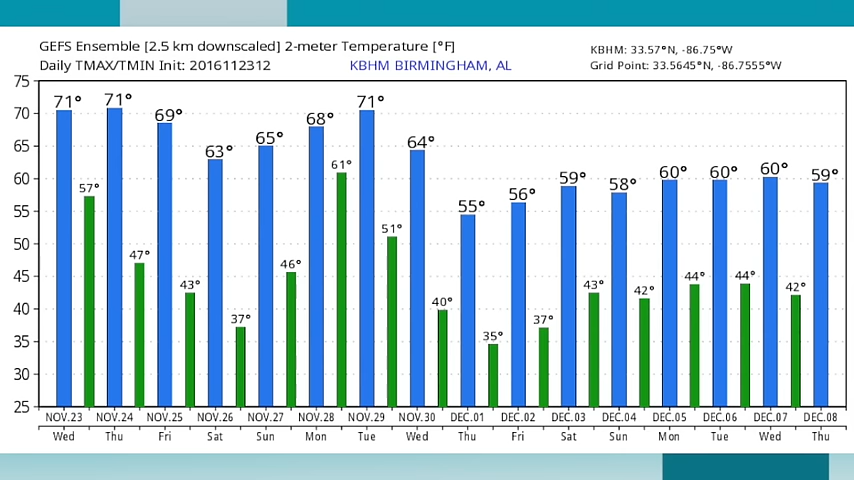 GEFS Ensemble [2.5 km downscaled] 2-meter Temperature [°F]
Daily TMAX/TMIN Init: 2016112312 KBHM BIRMINGHAM, AL
KBHM: 33.57°N, -86.75°W
Grid Point: 33.5645°N, -86.7555°W
75
70
65
60
55
50
45
40
35
30
25
71° 71° 69° 63° 65° 68° 71° 64° 55° 56° 59° 58° 60° 60° 60° 59°
57° 47° 43° 37° 46° 61° 51° 40° 35° 37° 43° 42° 44° 44° 42°
NOV.23 NOV.24 NOV.25 NOV.26 NOV.27 NOV.28 NOV.29 NOV.30 DEC.01 DEC.02 DEC.03 DEC.04 DEC.05 DEC.06 DEC.07 DEC.08
Wed Thu Fri Sat Sun Mon Tue Wed Thu Fri Sat Sun Mon Tue Wed Thu